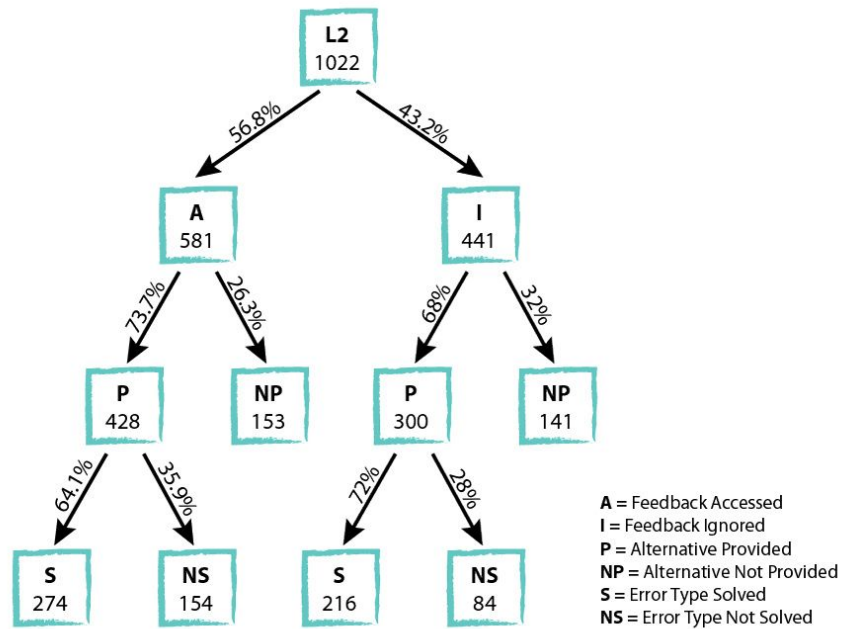 L2
1022
56.8%
43.2%
A
581
I
441
73.7%
26.3%
68%
32%
P
428
NP
153
P
300
NP
141
64.1%
35.9%
72%
28%
S
274
NS
154
S
216
NS
84
A = Feedback Accessed
I = Feedback Ignored
P = Alternative Provided
NP = Alternative Not Provided
S = Error Type Solved
NS = Error Type Not Solved